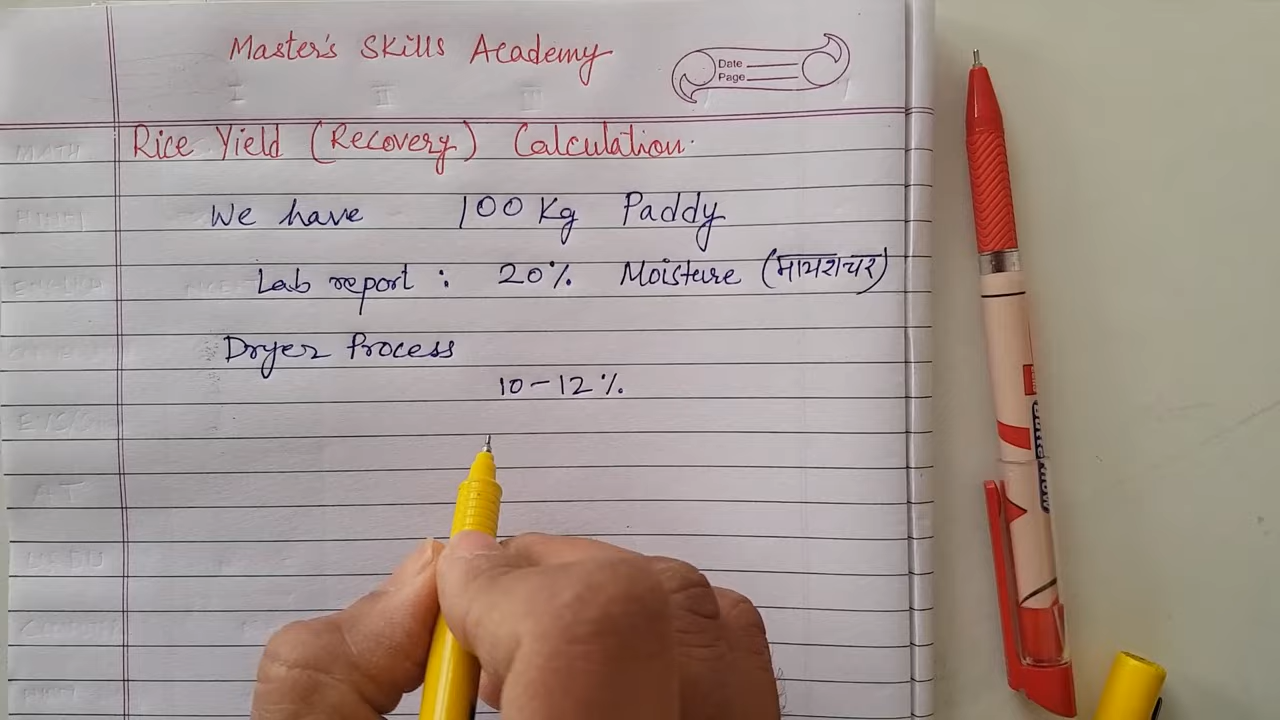 Master's Skills Academy
Date
Page
Rice Yield (Recovery) Calculation.
We have 100 Kg Paddy
Lab report : 20% Moisture (मायशचर)
Dryer Process
10-12%